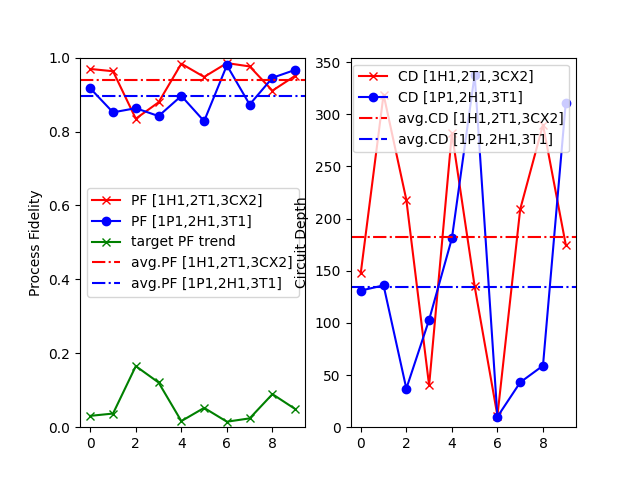 1.0
0.8
0.6
0.4
0.2
0.0
0 2 4 6 8
Process Fidelity
PF [1H1,2T1,3CX2]
PF [1P1,2H1,3T1]
target PF trend
avg.PF [1H1,2T1,3CX2]
avg.PF [1P1,2H1,3T1]
350
300
250
200
150
100
50
0
0 2 4 6 8
Circuit Depth
CD [1H1,2T1,3CX2]
CD [1P1,2H1,3T1]
avg.CD [1H1,2T1,3CX2]
avg.CD [1P1,2H1,3T1]